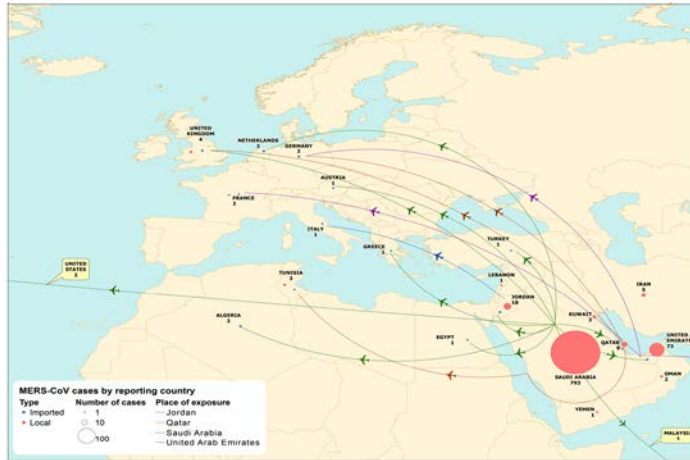 UNITED
KINGDOM
4
NETHERLANDS
2
GERMANY
2
AUSTRIA
1
FRANCE
ITALY
1
GREECE
1
TURKEY
1
UNITED
STATES
2
TUNISIA
3
LEBANON
1
JORDAN
18
IRAN
5
ALGERIA
2
KUWAIT
3
EGYPT
1
QATAR
UNITED
EMIRATE
73
SAUDI ARABIA
793
OMAN
2
YEMEN
1
MALAYSIA
1
MERS-CoV cases by reporting country
Type
Imported
Local
Number of cases
1
10
100
Place of exposure
Jordan
Qatar
Saudi Arabia
United Arab Emirates